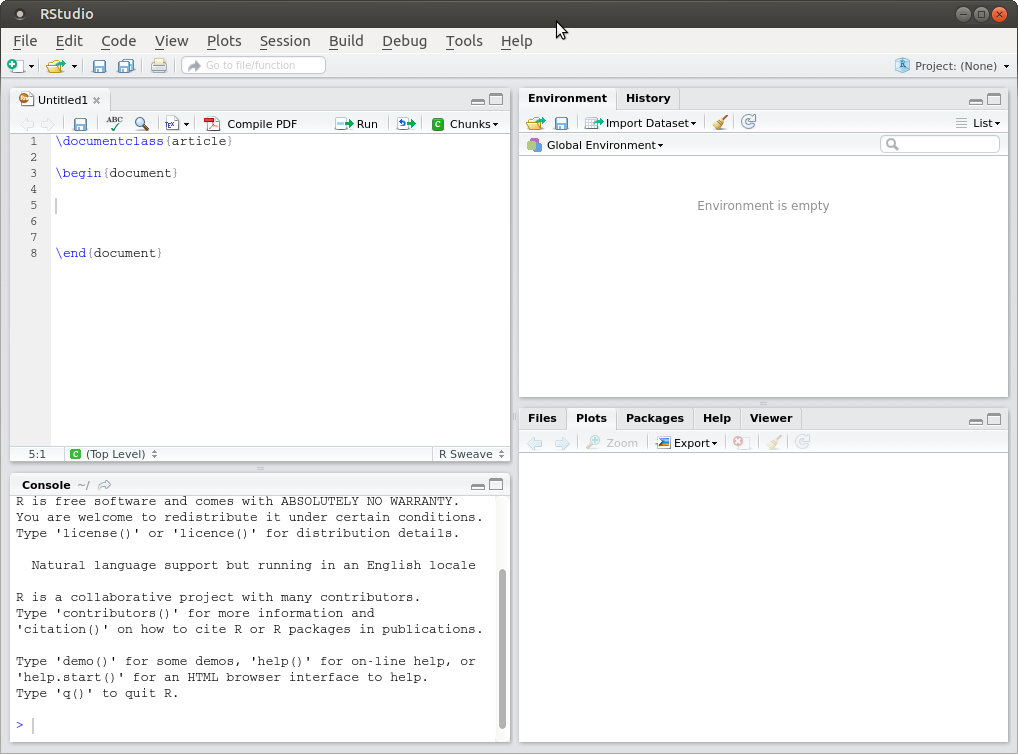 RStudio
File Edit Code View Plots Session Build Debug Tools Help
Go to file/function
Project: (None)
Untitled1
ABC
TeX
Compile PDF
Run
C
Chunks
1 \documentclass{article}
2
3 \begin{document}
4
5
6
7
8 \end{document}
5:1
C
(Top Level)
R Sweave
Console ~/
R is free software and comes with ABSOLUTELY NO WARRANTY.
You are welcome to redistribute it under certain conditions.
Type 'license()' or 'licence()' for distribution details.
Natural language support but running in an English locale
R is a collaborative project with many contributors.
Type 'contributors()' for more information and
'citation()' on how to cite R or R packages in publications.
Type 'demo()' for some demos, 'help()' for on-line help, or
'help.start()' for an HTML browser interface to help.
Type 'q()' to quit R.
>
Environment History
Import Dataset
List
Global Environment
Environment is empty
Files Plots Packages Help Viewer
Zoom Export